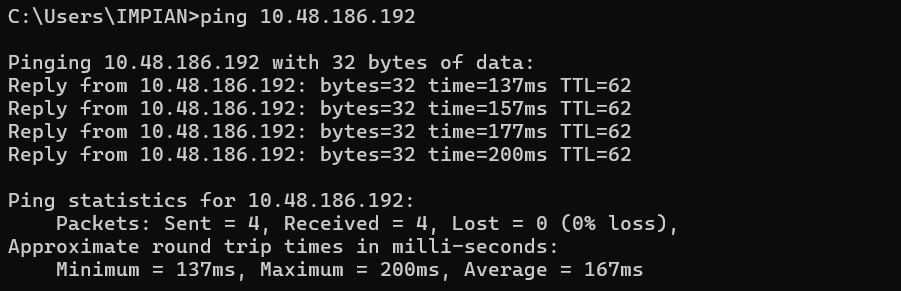 C:\Users\IMPIAN>ping 10.48.186.192
Pinging 10.48.186.192 with 32 bytes of data:
Reply from 10.48.186.192: bytes=32 time=137ms TTL=62
Reply from 10.48.186.192: bytes=32 time=157ms TTL=62
Reply from 10.48.186.192: bytes=32 time=177ms TTL=62
Reply from 10.48.186.192: bytes=32 time=200ms TTL=62
Ping statistics for 10.48.186.192:
    Packets: Sent = 4, Received = 4, Lost = 0 (0% loss),
Approximate round trip times in milli-seconds:
    Minimum = 137ms, Maximum = 200ms, Average = 167ms